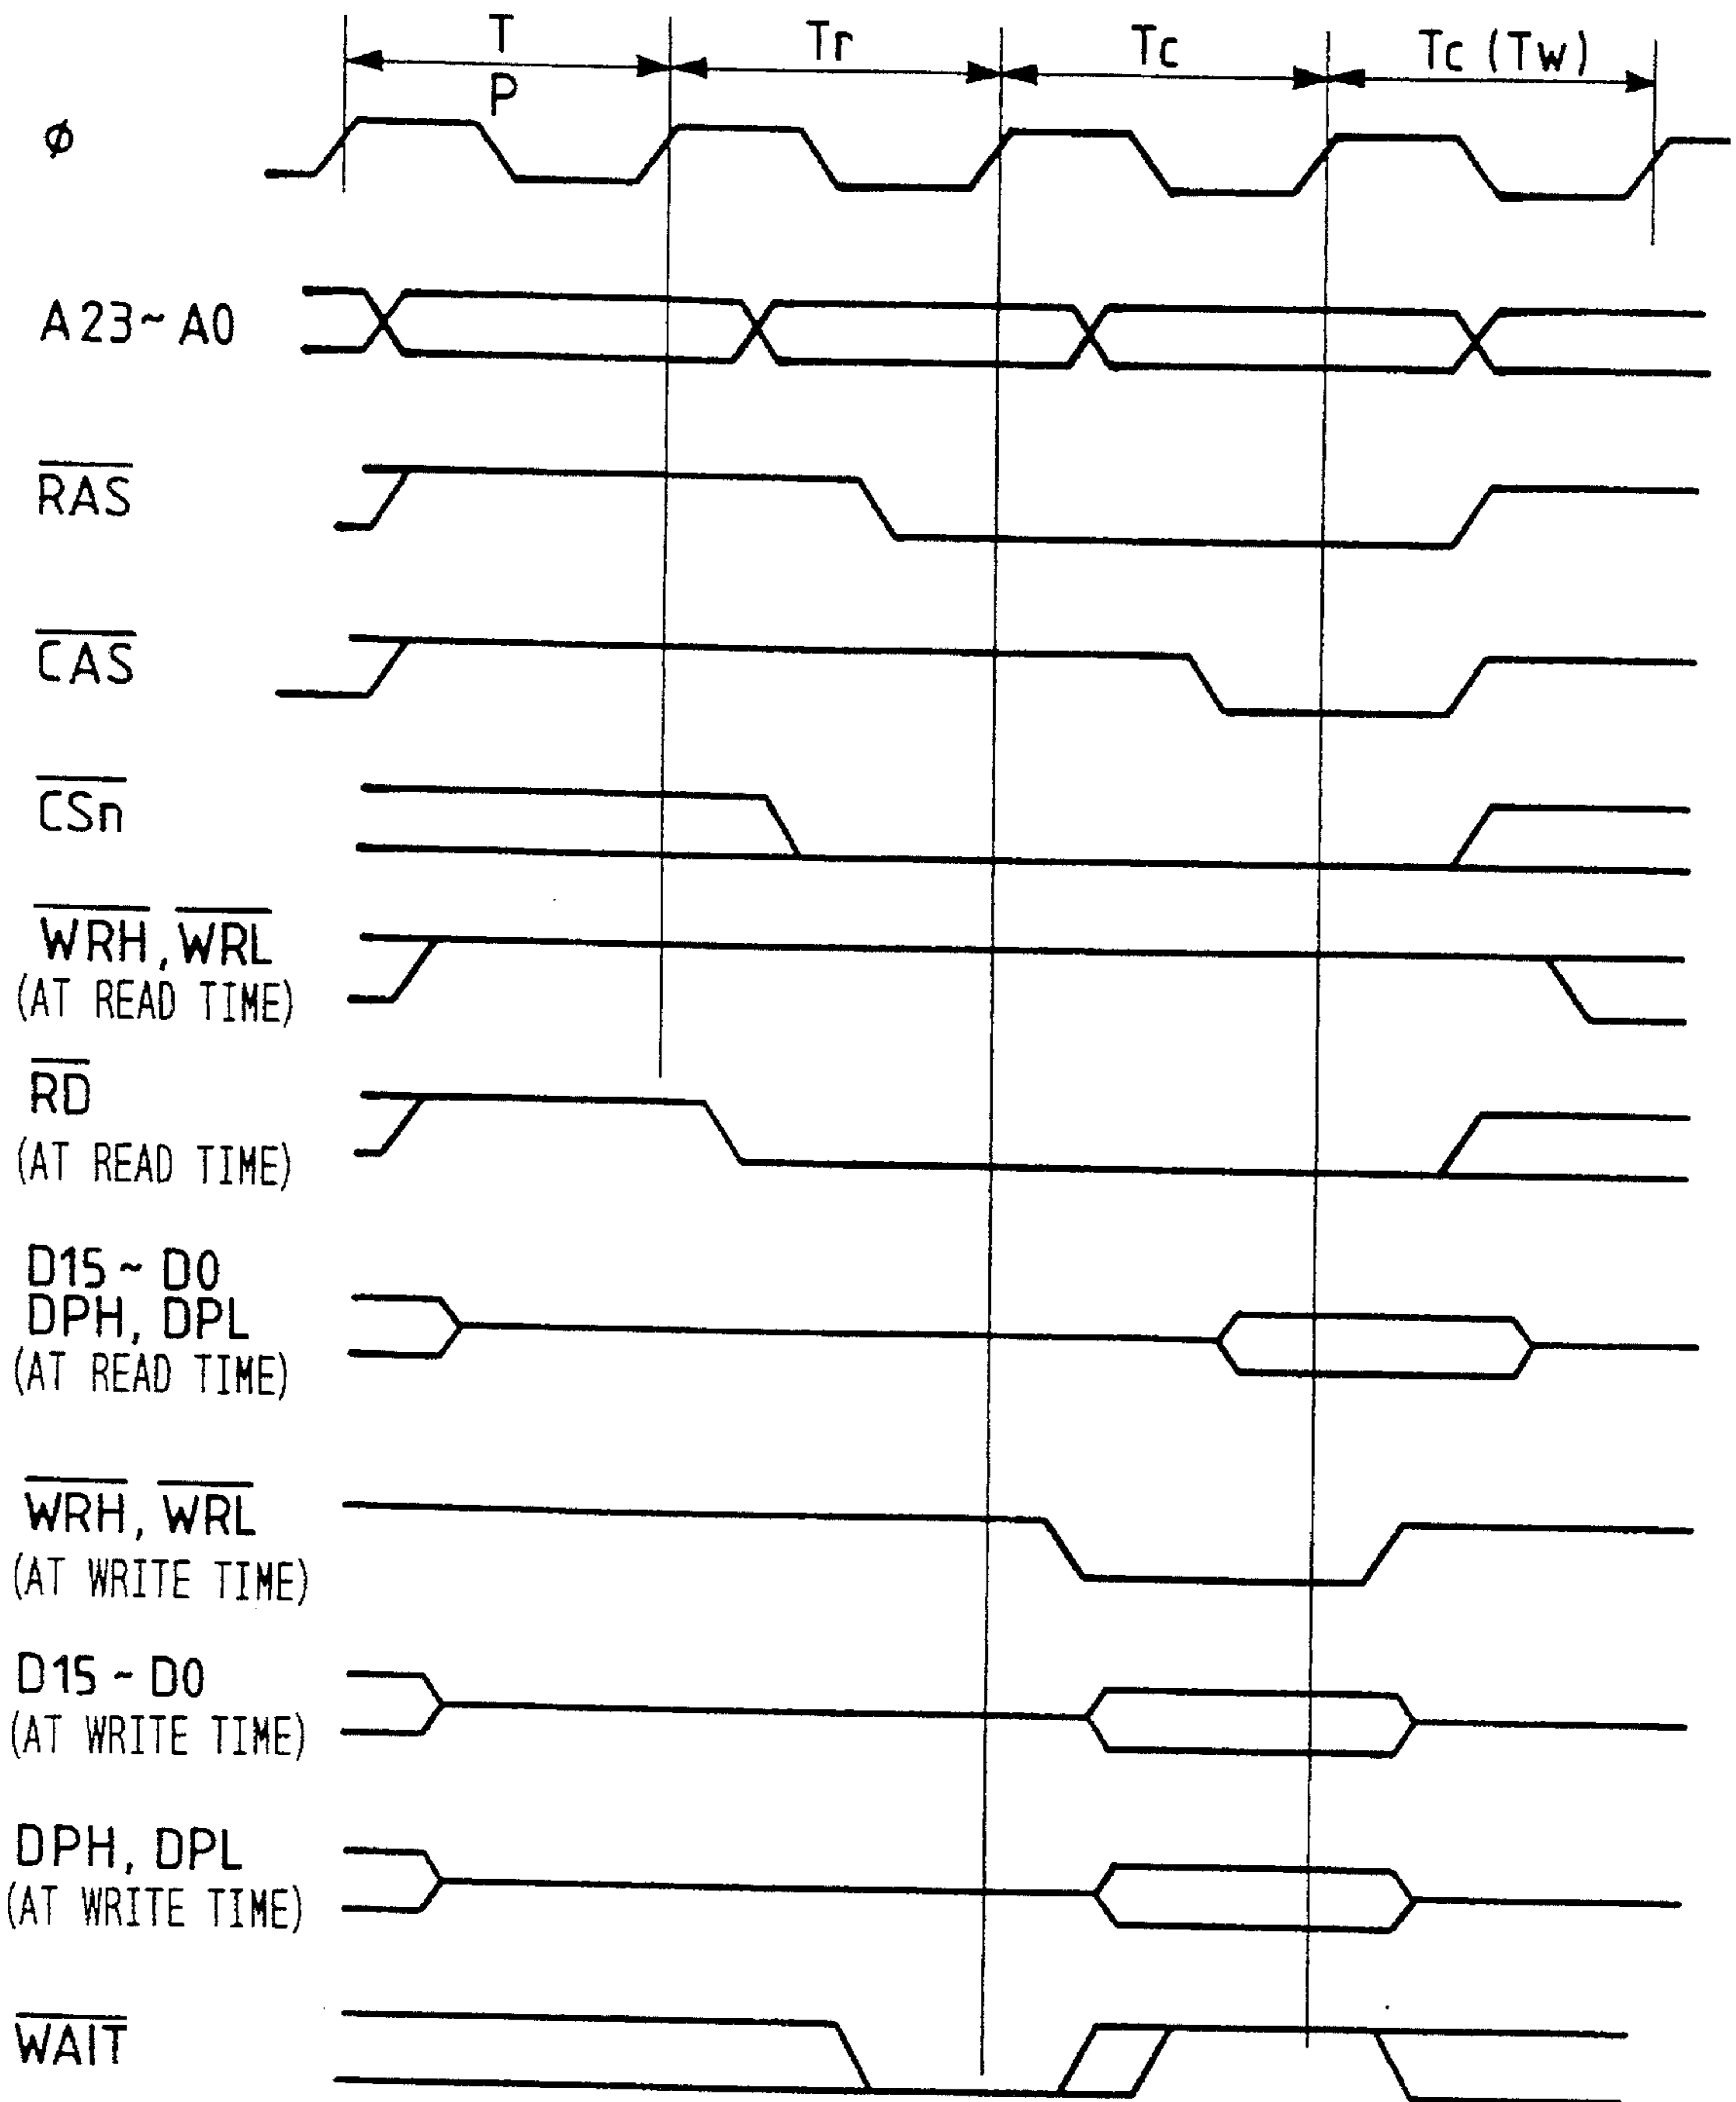 T Tr Tc Tc (Tw)
P
φ
A23~A0
RAS
CAS
CSn
WRH, WRL
(AT READ TIME)
RD
(AT READ TIME)
D15~D0
DPH, DPL
(AT READ TIME)
WRH, WRL
(AT WRITE TIME)
D15~D0
(AT WRITE TIME)
DPH, DPL
(AT WRITE TIME)
WAIT